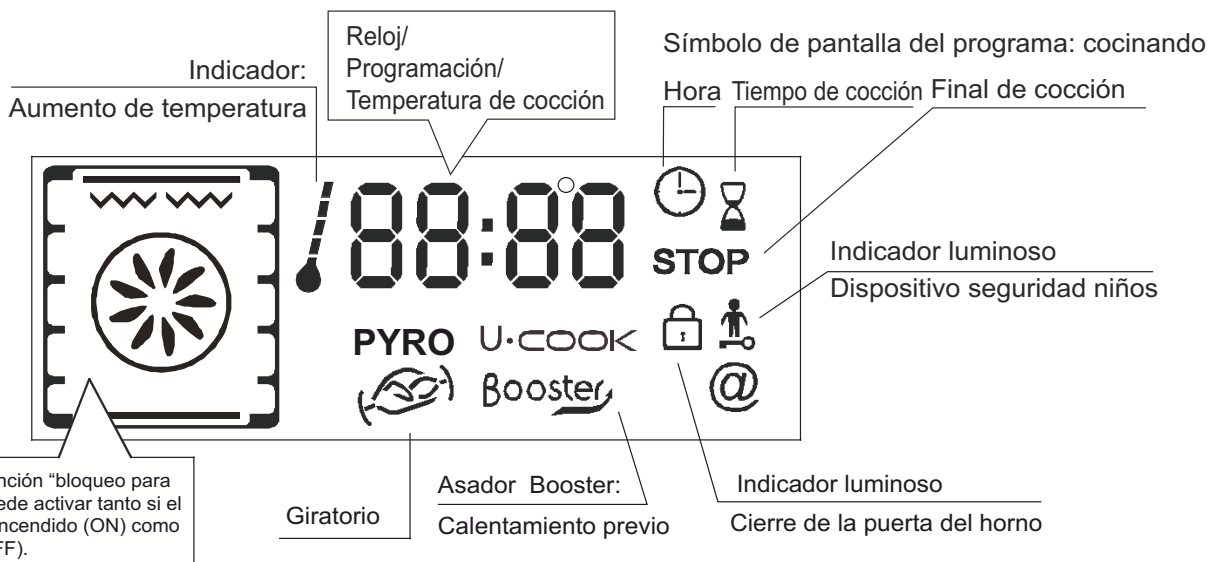 Reloj/
Programación/
Temperatura de cocción
Símbolo de pantalla del programa: cocinando
Indicador:
Aumento de temperatura
Hora Tiempo de cocción Final de cocción
88:88
STOP
Indicador luminoso
Dispositivo seguridad niños
PYRO U·COOK
Booster @
nción “bloqueo para
ede activar tanto si el
ncendido (ON) como
FF).
Giratorio
Asador Booster:
Calentamiento previo
Indicador luminoso
Cierre de la puerta del horno